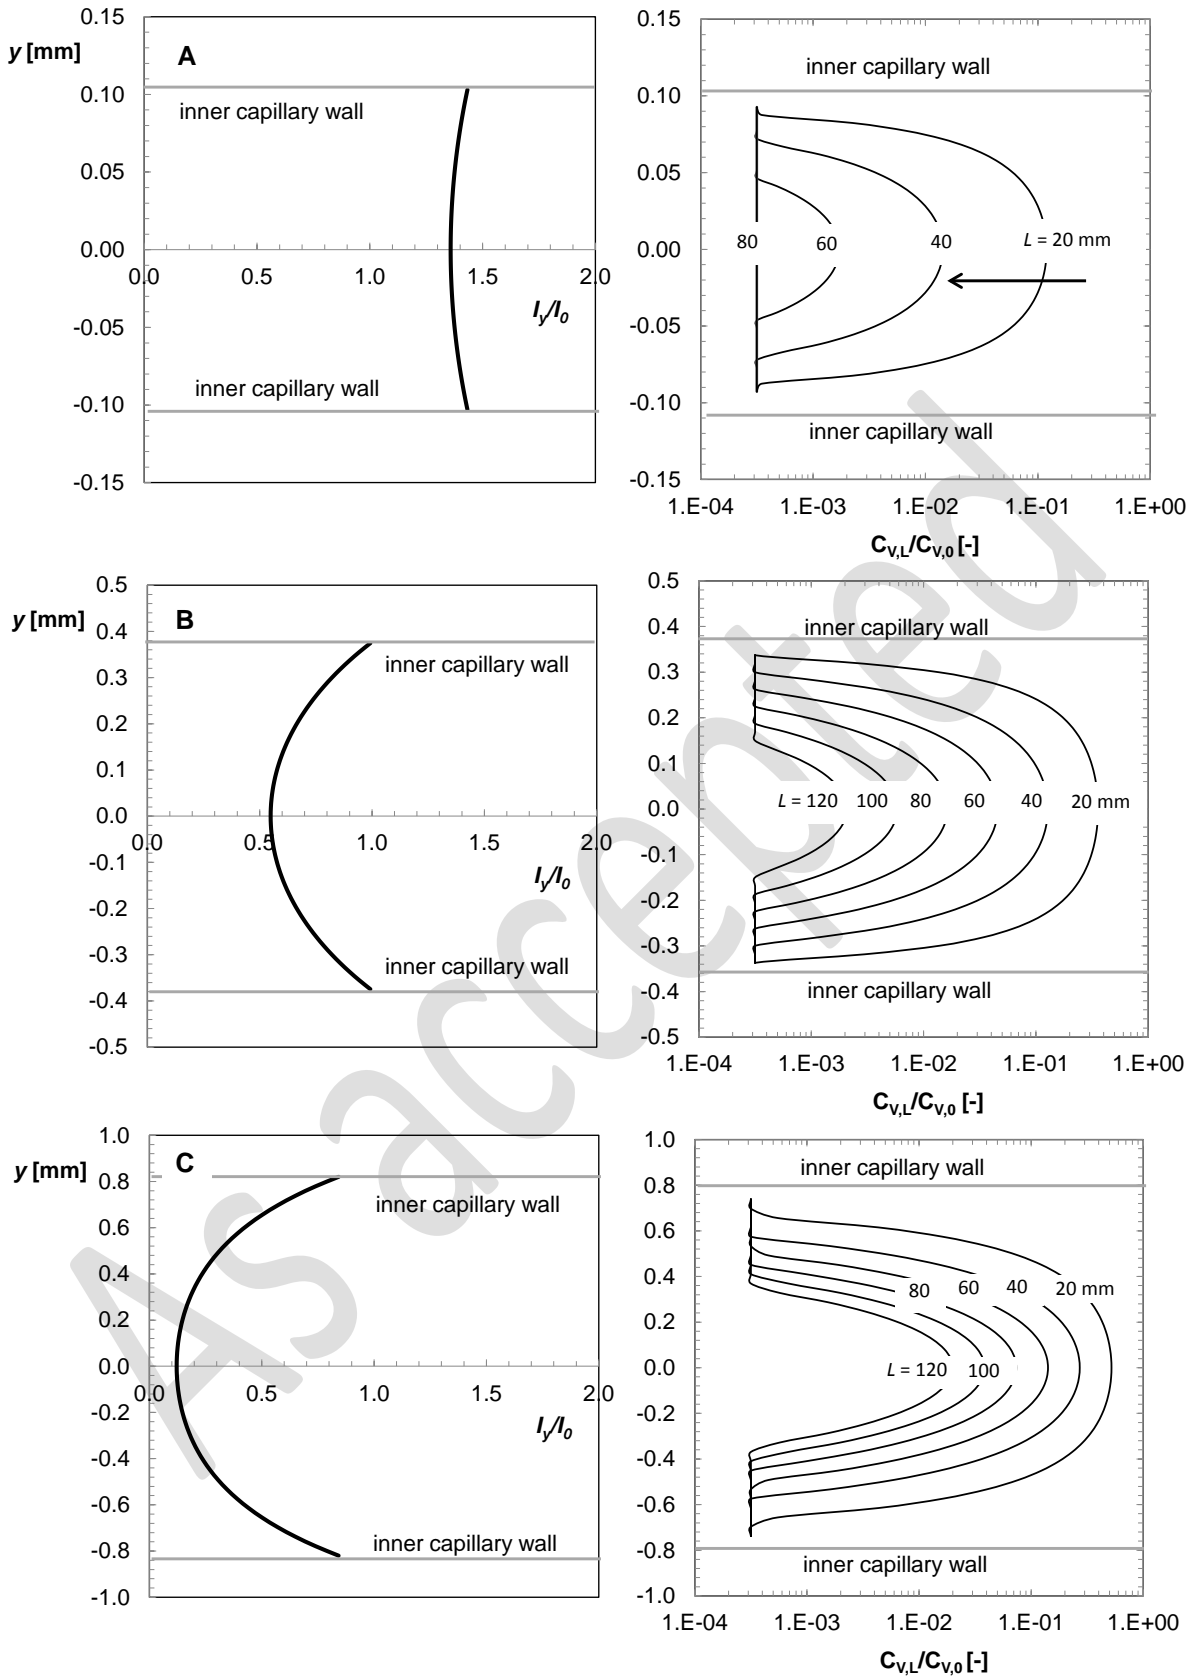 0.15
y [mm]
A
0.10
inner capillary wall
0.05
0.00
0.0 0.5 1.0 1.5 2.0
I_y/I_0
-0.05
inner capillary wall
-0.10
-0.15
0.15
inner capillary wall
0.10
0.05
0.00
80 60 40 L = 20 mm
-0.05
-0.10
inner capillary wall
-0.15
1.E-04 1.E-03 1.E-02 1.E-01 1.E+00
C_V,L/C_V,0 [-]
0.5
y [mm]
B
0.4
inner capillary wall
0.3
0.2
0.1
0.0
0.0 0.5 1.0 1.5 2.0
-0.1
I_y/I_0
-0.2
-0.3
inner capillary wall
-0.4
-0.5
0.5
inner capillary wall
0.4
0.3
0.2
0.1
0.0
L = 120 100 80 60 40 20 mm
-0.1
-0.2
-0.3
inner capillary wall
-0.4
-0.5
1.E-04 1.E-03 1.E-02 1.E-01 1.E+00
C_V,L/C_V,0 [-]
1.0
y [mm]
C
0.8
inner capillary wall
0.6
0.4
0.2
0.0
0.0 0.5 1.0 1.5 2.0
-0.2
I_y/I_0
-0.4
-0.6
inner capillary wall
-0.8
-1.0
1.0
inner capillary wall
0.8
0.6
0.4
80 60 40 20 mm
0.2
0.0
L = 120 100
-0.2
-0.4
-0.6
-0.8
inner capillary wall
-1.0
1.E-04 1.E-03 1.E-02 1.E-01 1.E+00
C_V,L/C_V,0 [-]
As accepted